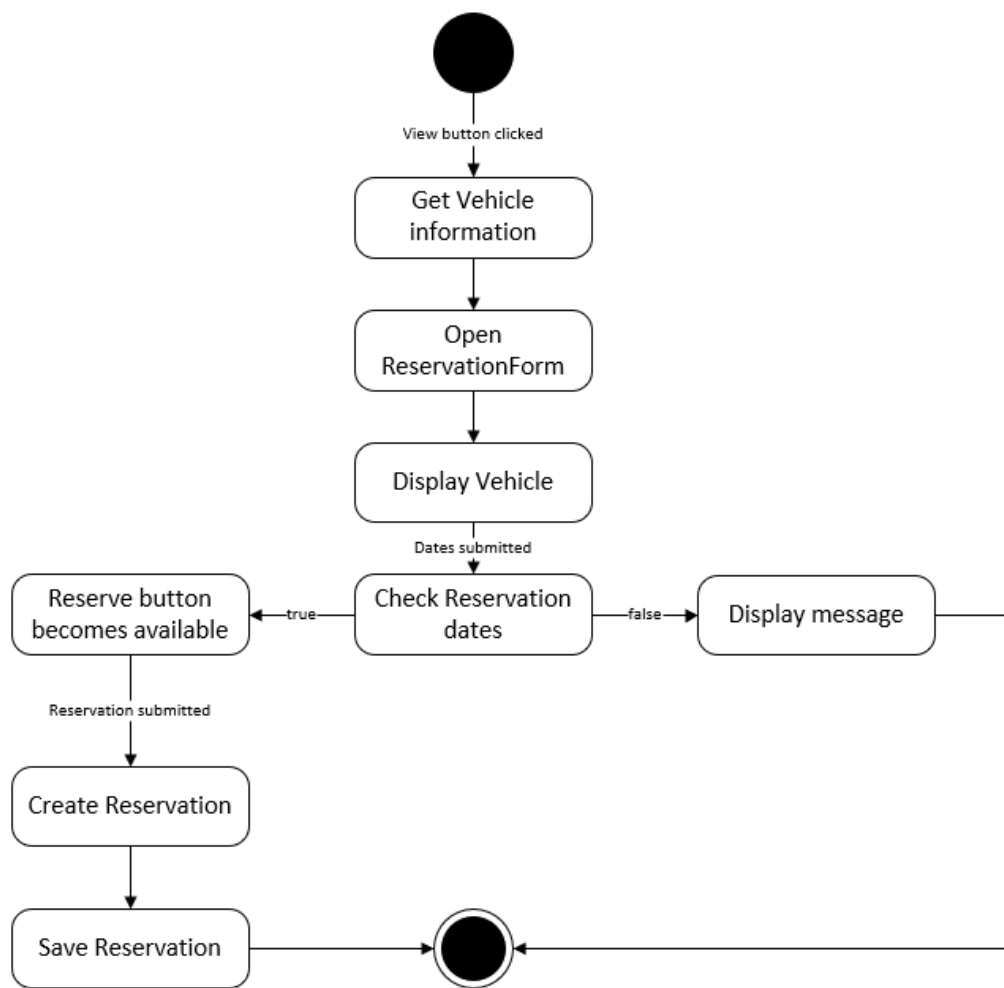 View button clicked
Get Vehicle
information
Open
ReservationForm
Display Vehicle
Dates submitted
Reserve button
becomes available
true
Check Reservation
dates
false
Display message
Reservation submitted
Create Reservation
Save Reservation